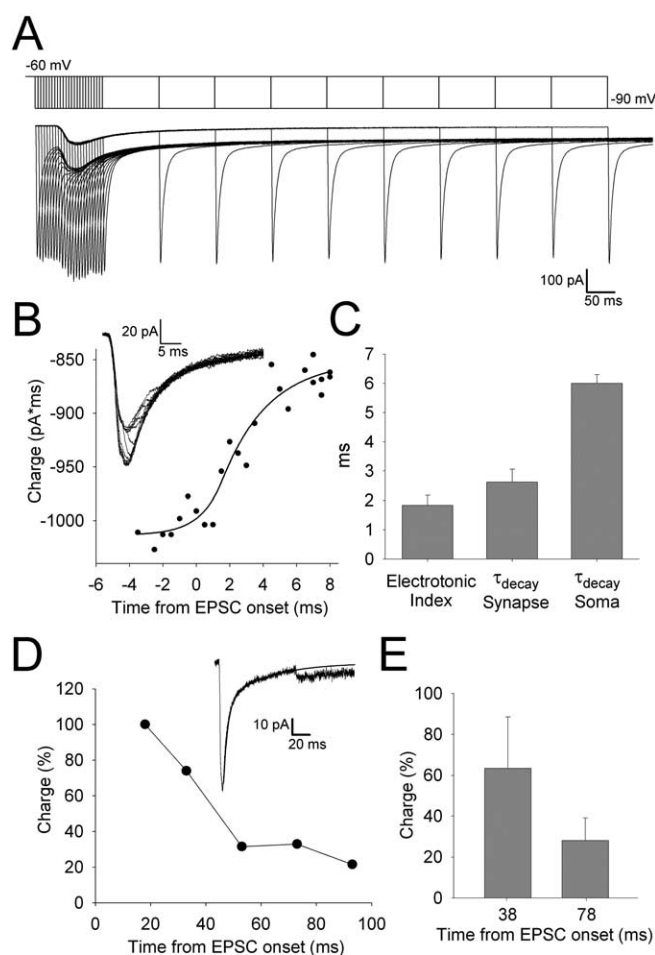 A
-60 mV
-90 mV
100 pA
50 ms
B
20 pA
5 ms
-850
-900
-950
-1000
Charge (pA*ms)
-6 -4 -2 0 2 4 6 8
Time from EPSC onset (ms)
C
7
6
5
4
3
2
1
0
ms
Electrotonic
Index
τdecay
Synapse
τdecay
Soma
D
120
100
80
60
40
20
0
Charge (%)
10 pA
20 ms
0 20 40 60 80 100
Time from EPSC onset (ms)
E
100
80
60
40
20
0
Charge (%)
38 78
Time from EPSC onset (ms)